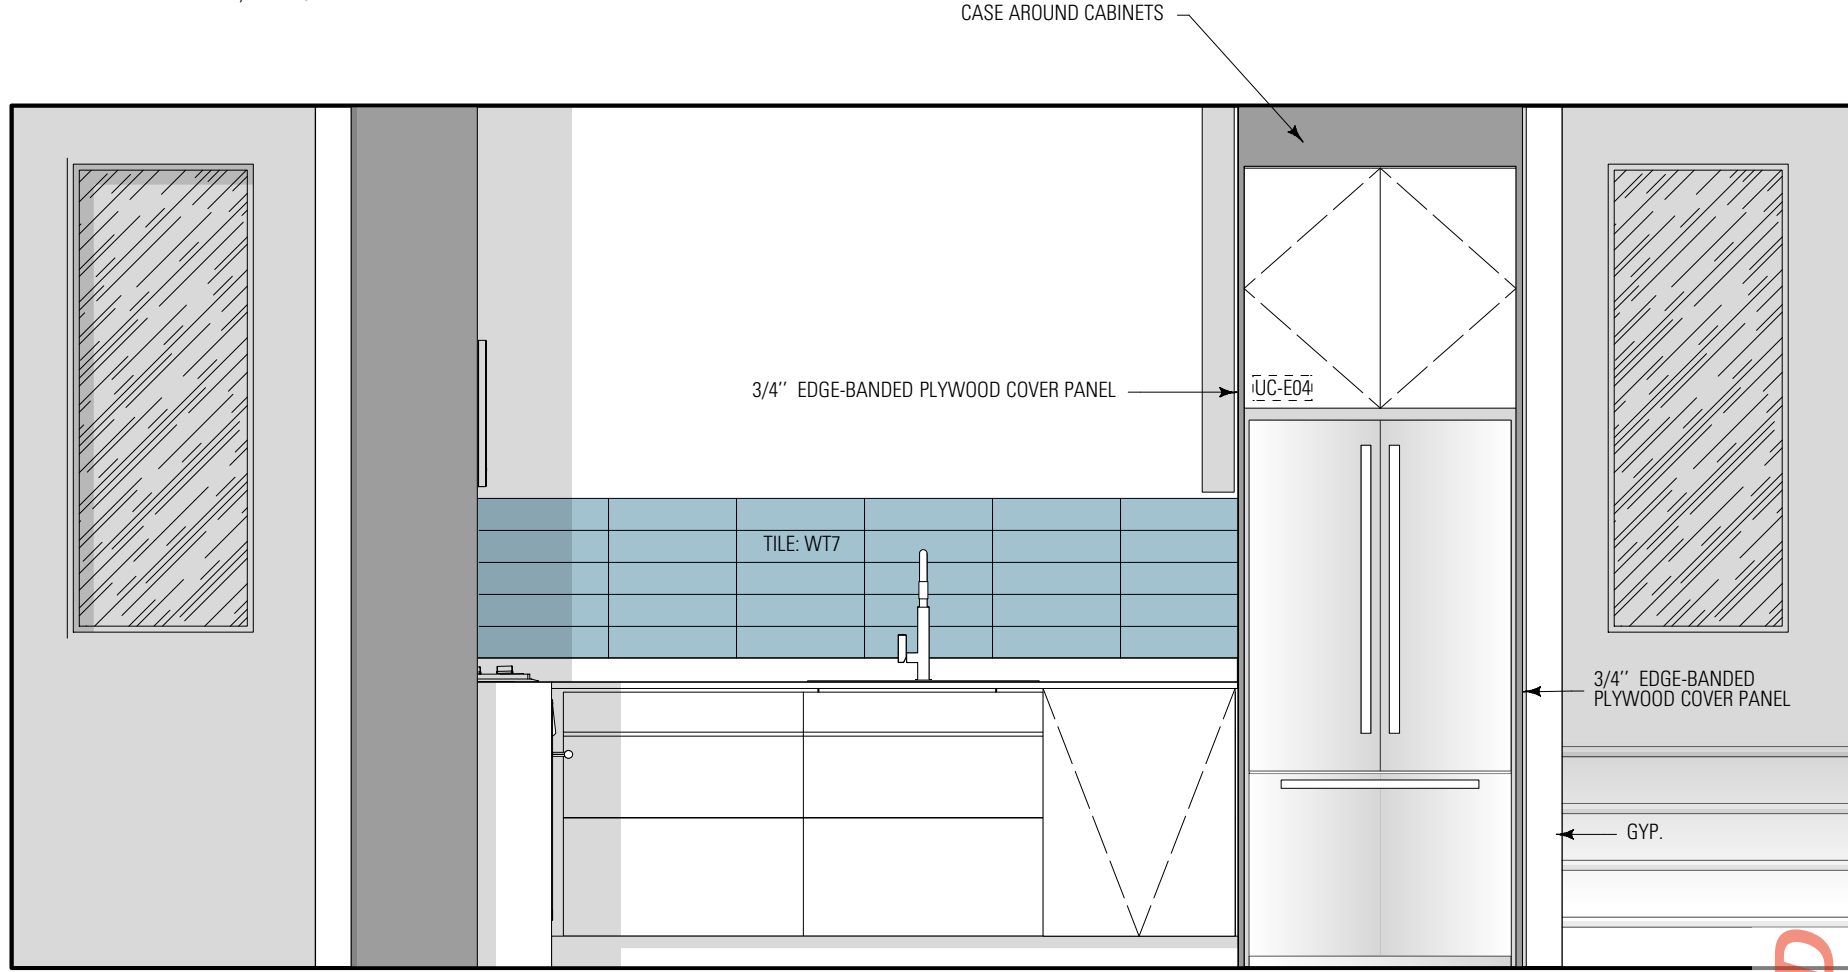 CASE AROUND CABINETS
3/4'' EDGE-BANDED PLYWOOD COVER PANEL
UC-E04
TILE: WT7
3/4'' EDGE-BANDED
PLYWOOD COVER PANEL
GYP.
D